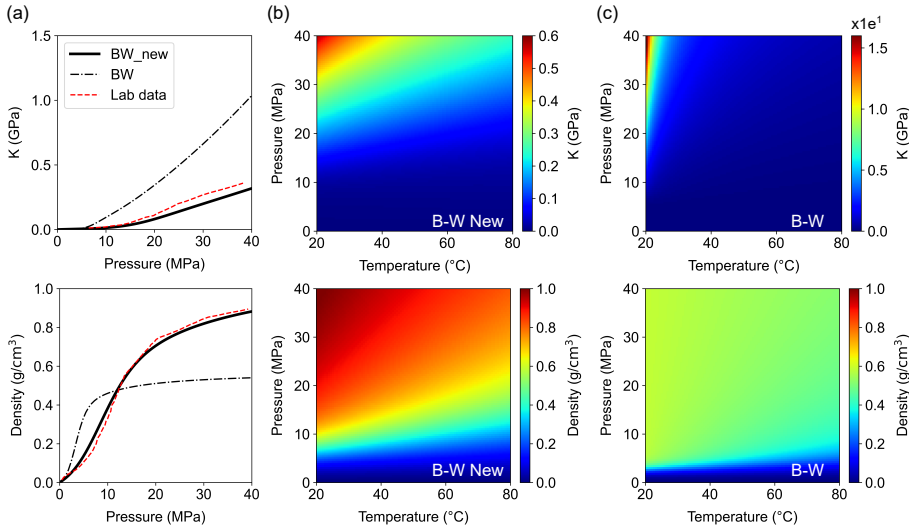 (a)
1.5
1.0
0.5
0.0
K (GPa)
BW_new
BW
Lab data
0
10
20
30
40
Pressure (MPa)
(b)
40
30
20
10
0
Pressure (MPa)
B-W New
20
40
60
80
Temperature (°C)
0.6
0.5
0.4
0.3
0.2
0.1
0.0
K (GPa)
(c)
40
30
20
10
0
Pressure (MPa)
B-W
20
40
60
80
Temperature (°C)
x10¹
1.5
1.0
0.5
0.0
K (GPa)
1.0
0.8
0.6
0.4
0.2
0.0
Density (g/cm³)
0
10
20
30
40
Pressure (MPa)
40
30
20
10
0
Pressure (MPa)
B-W New
20
40
60
80
Temperature (°C)
1.0
0.8
0.6
0.4
0.2
0.0
Density (g/cm³)
40
30
20
10
0
Pressure (MPa)
B-W
20
40
60
80
Temperature (°C)
1.0
0.8
0.6
0.4
0.2
0.0
Density (g/cm³)